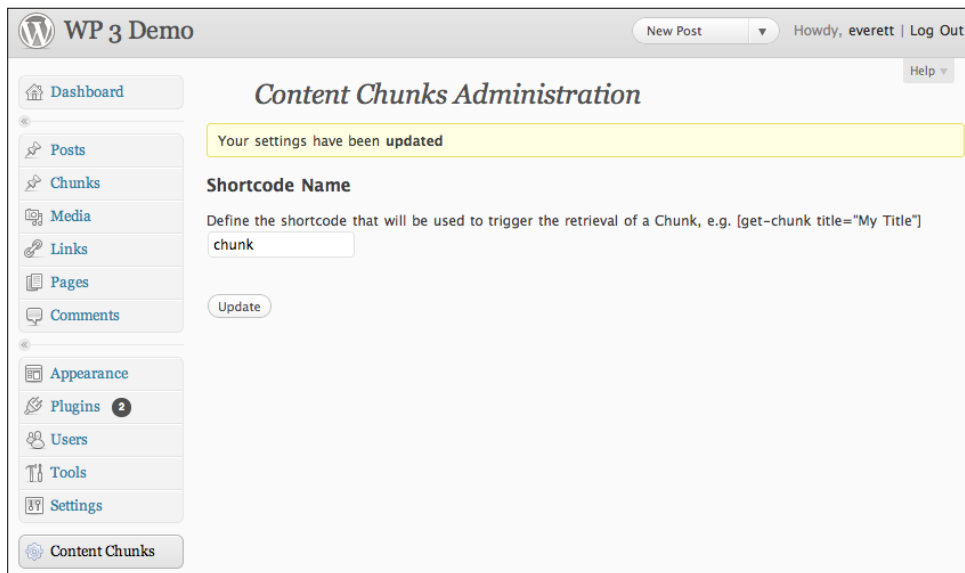 WP 3 Demo
New Post
Howdy, everett | Log Out
Help
Dashboard
Content Chunks Administration
Your settings have been updated
Posts
Chunks
Media
Links
Pages
Comments
Appearance
Plugins 2
Users
Tools
Settings
Content Chunks
Shortcode Name
Define the shortcode that will be used to trigger the retrieval of a Chunk, e.g. [get-chunk title="My Title"]
chunk
Update